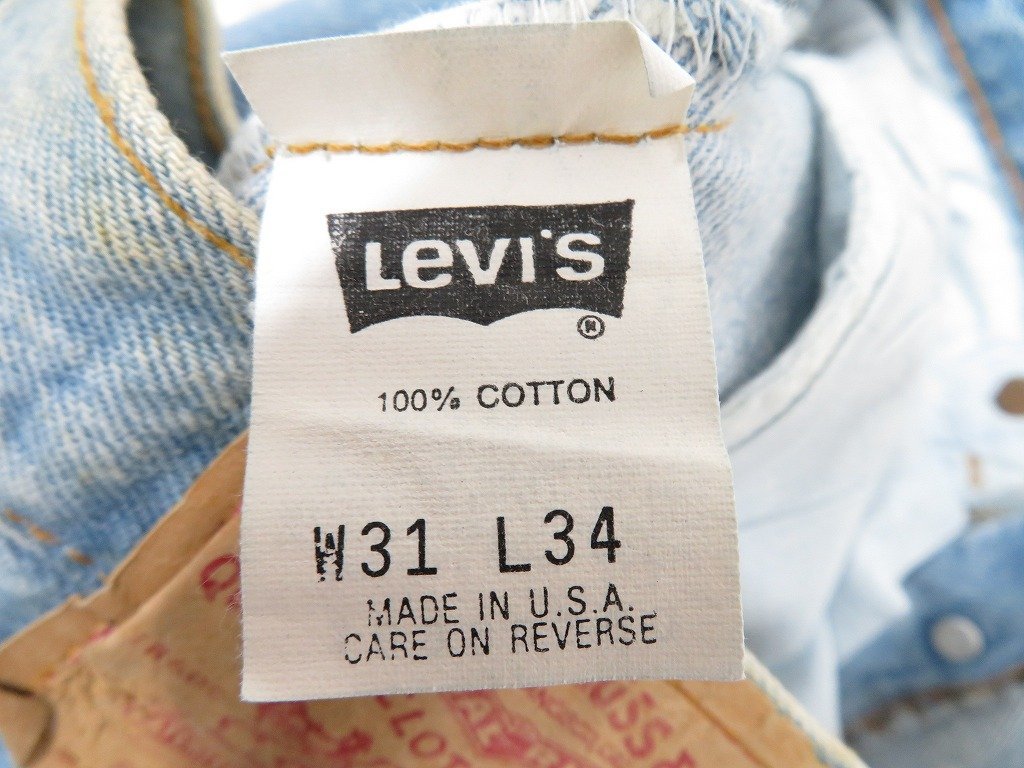 Levi's
®
100% COTTON
W31 L34
MADE IN U.S.A.
CARE ON REVERSE